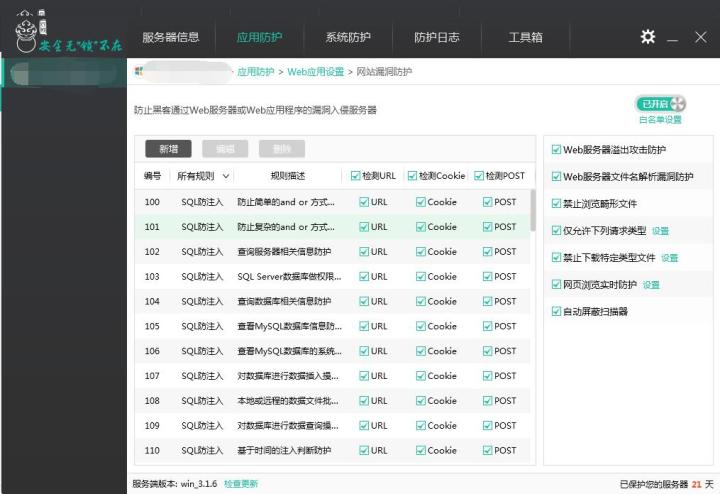 安全无"锁"不在
服务器信息 应用防护 系统防护 防护日志 工具箱
应用防护 > Web应用设置 > 网站漏洞防护
防止黑客通过Web服务器或Web应用程序的漏洞入侵服务器
已开启
白名单设置
新增 编辑 删除
编号 所有规则 规则描述 检测URL 检测Cookie 检测POST
100 SQL防注入 防止简单的and or 方式... URL Cookie POST
101 SQL防注入 防止复杂的and or 方式... URL Cookie POST
102 SQL防注入 查询服务器相关信息防护 URL Cookie POST
103 SQL防注入 SQL Server数据库做权限... URL Cookie POST
104 SQL防注入 查询数据库相关信息防护 URL Cookie POST
105 SQL防注入 查看MySQL数据库信息防... URL Cookie POST
106 SQL防注入 查看MySQL数据库的系统... URL Cookie POST
107 SQL防注入 对数据库进行数据插入操... URL Cookie POST
108 SQL防注入 本地或远程的数据文件批... URL Cookie POST
109 SQL防注入 对数据库进行数据查询操... URL Cookie POST
110 SQL防注入 基于时间的注入判断防护 URL Cookie POST
Web服务器溢出攻击防护
Web服务器文件名解析漏洞防护
禁止浏览畸形文件
仅允许下列请求类型 设置
禁止下载特定类型文件 设置
网页浏览实时防护 设置
自动屏蔽扫描器
服务端版本: win_3.1.6 检查更新
已保护您的服务器 21 天